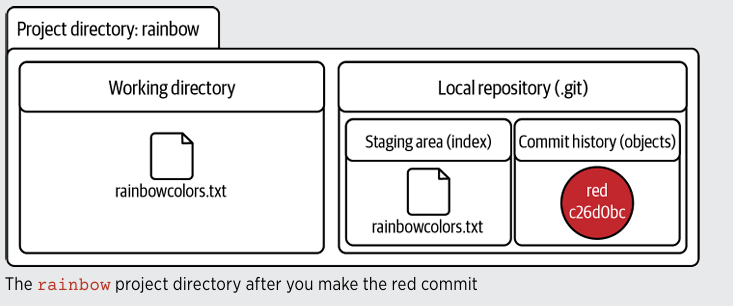 Project directory: rainbow
Working directory
rainbowcolors.txt
Local repository (.git)
Staging area (index)
rainbowcolors.txt
Commit history (objects)
red
c26d0bc
The rainbow project directory after you make the red commit